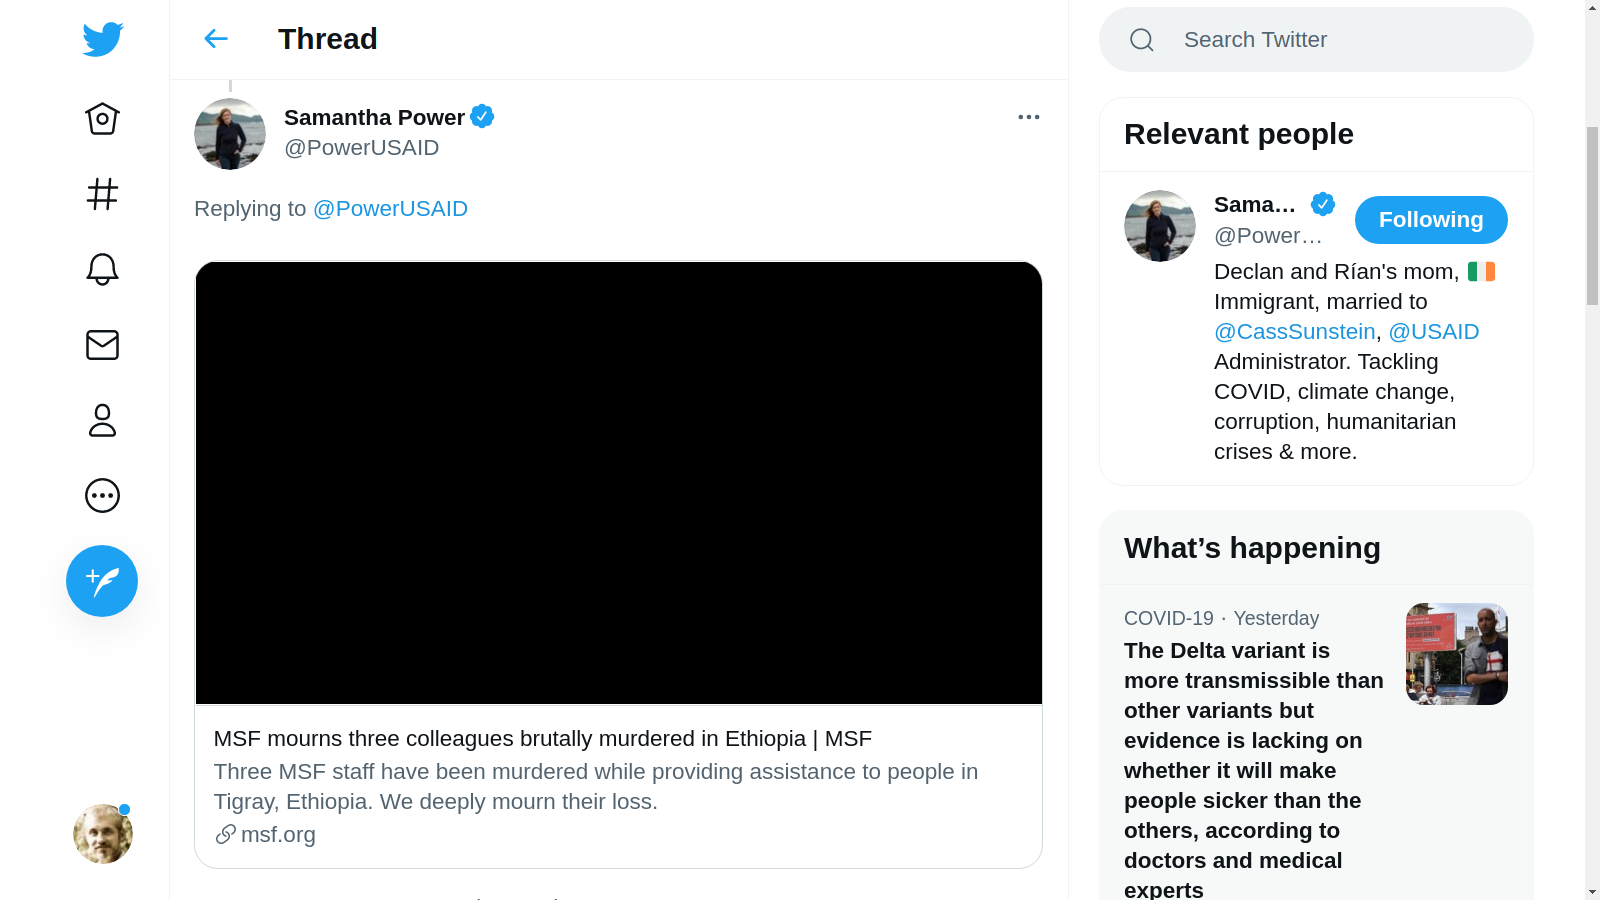 Thread
Samantha Power
@PowerUSAID
Replying to @PowerUSAID
MSF mourns three colleagues brutally murdered in Ethiopia | MSF
Three MSF staff have been murdered while providing assistance to people in
Tigray, Ethiopia. We deeply mourn their loss.
msf.org
Search Twitter
Relevant people
Sama…
@Power…
Following
Declan and Rían's mom, 🇮🇪
Immigrant, married to
@CassSunstein, @USAID
Administrator. Tackling
COVID, climate change,
corruption, humanitarian
crises & more.
What’s happening
COVID-19 · Yesterday
The Delta variant is
more transmissible than
other variants but
evidence is lacking on
whether it will make
people sicker than the
others, according to
doctors and medical
experts